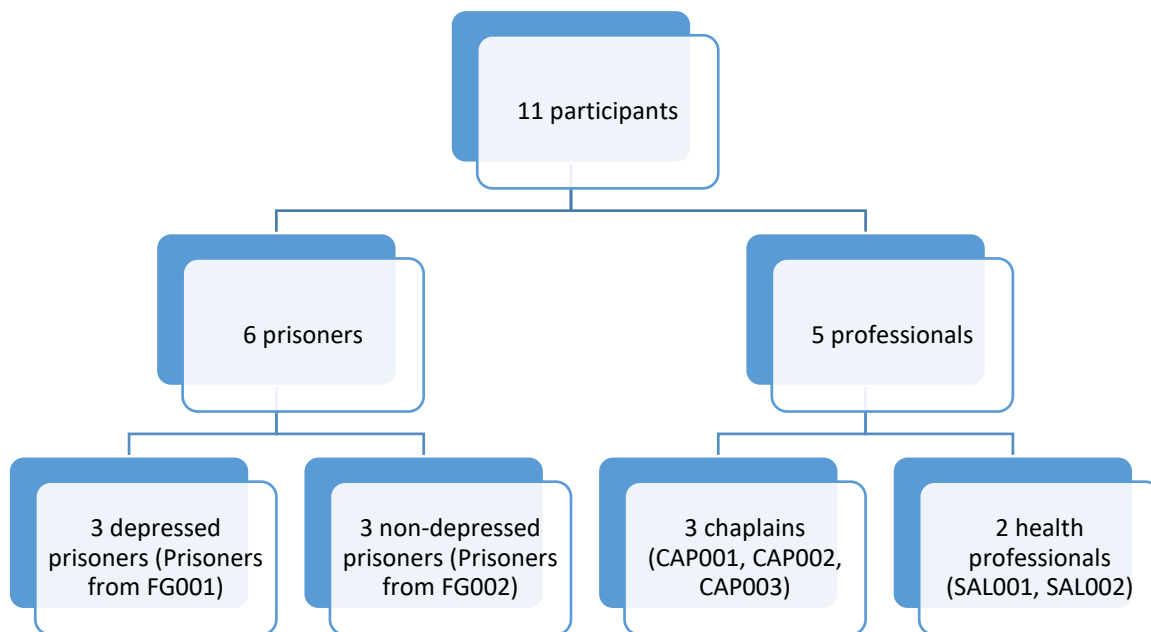 11 participants
6 prisoners
5 professionals
3 depressed
prisoners (Prisoners
from FG001)
3 non-depressed
prisoners (Prisoners
from FG002)
3 chaplains
(CAP001, CAP002,
CAP003)
2 health
professionals
(SAL001, SAL002)